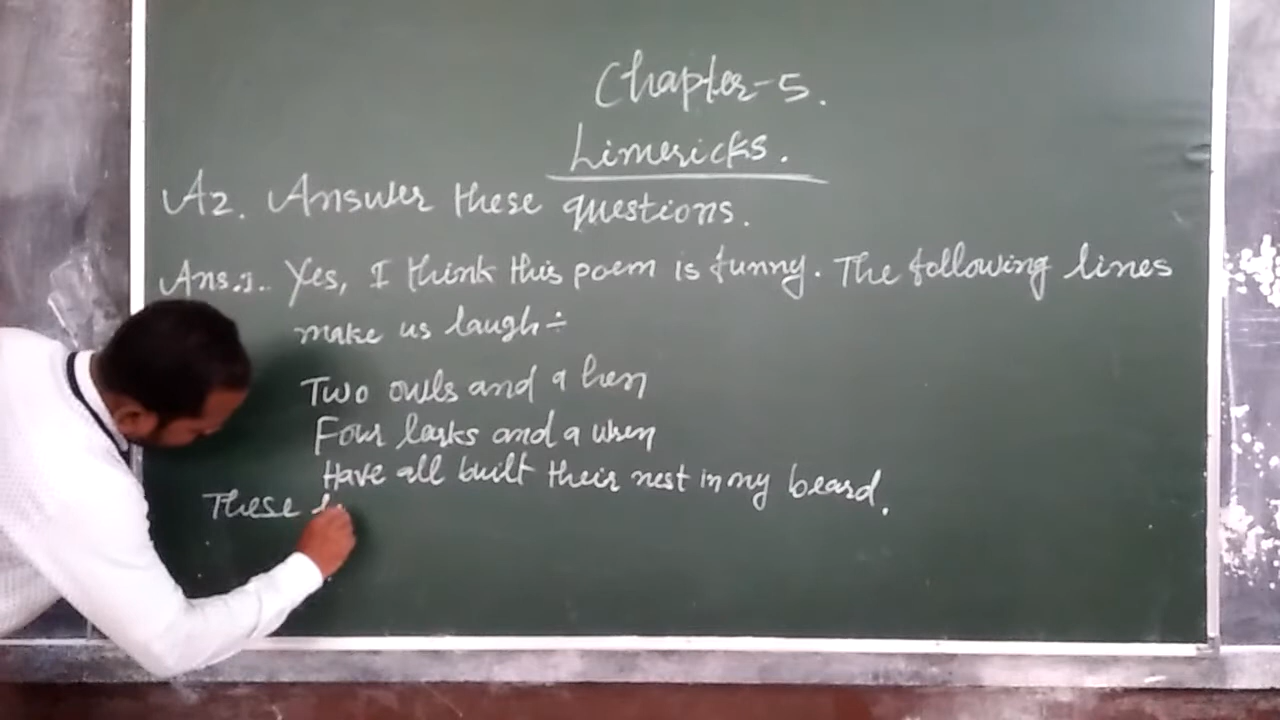 Chapter-5.
Limericks.
A2. Answer these questions.
Ans.1. Yes, I think this poem is funny. The following lines
make us laugh÷
Two owls and a hen
Four larks and a wren
Have all built their nest in my beard.
These